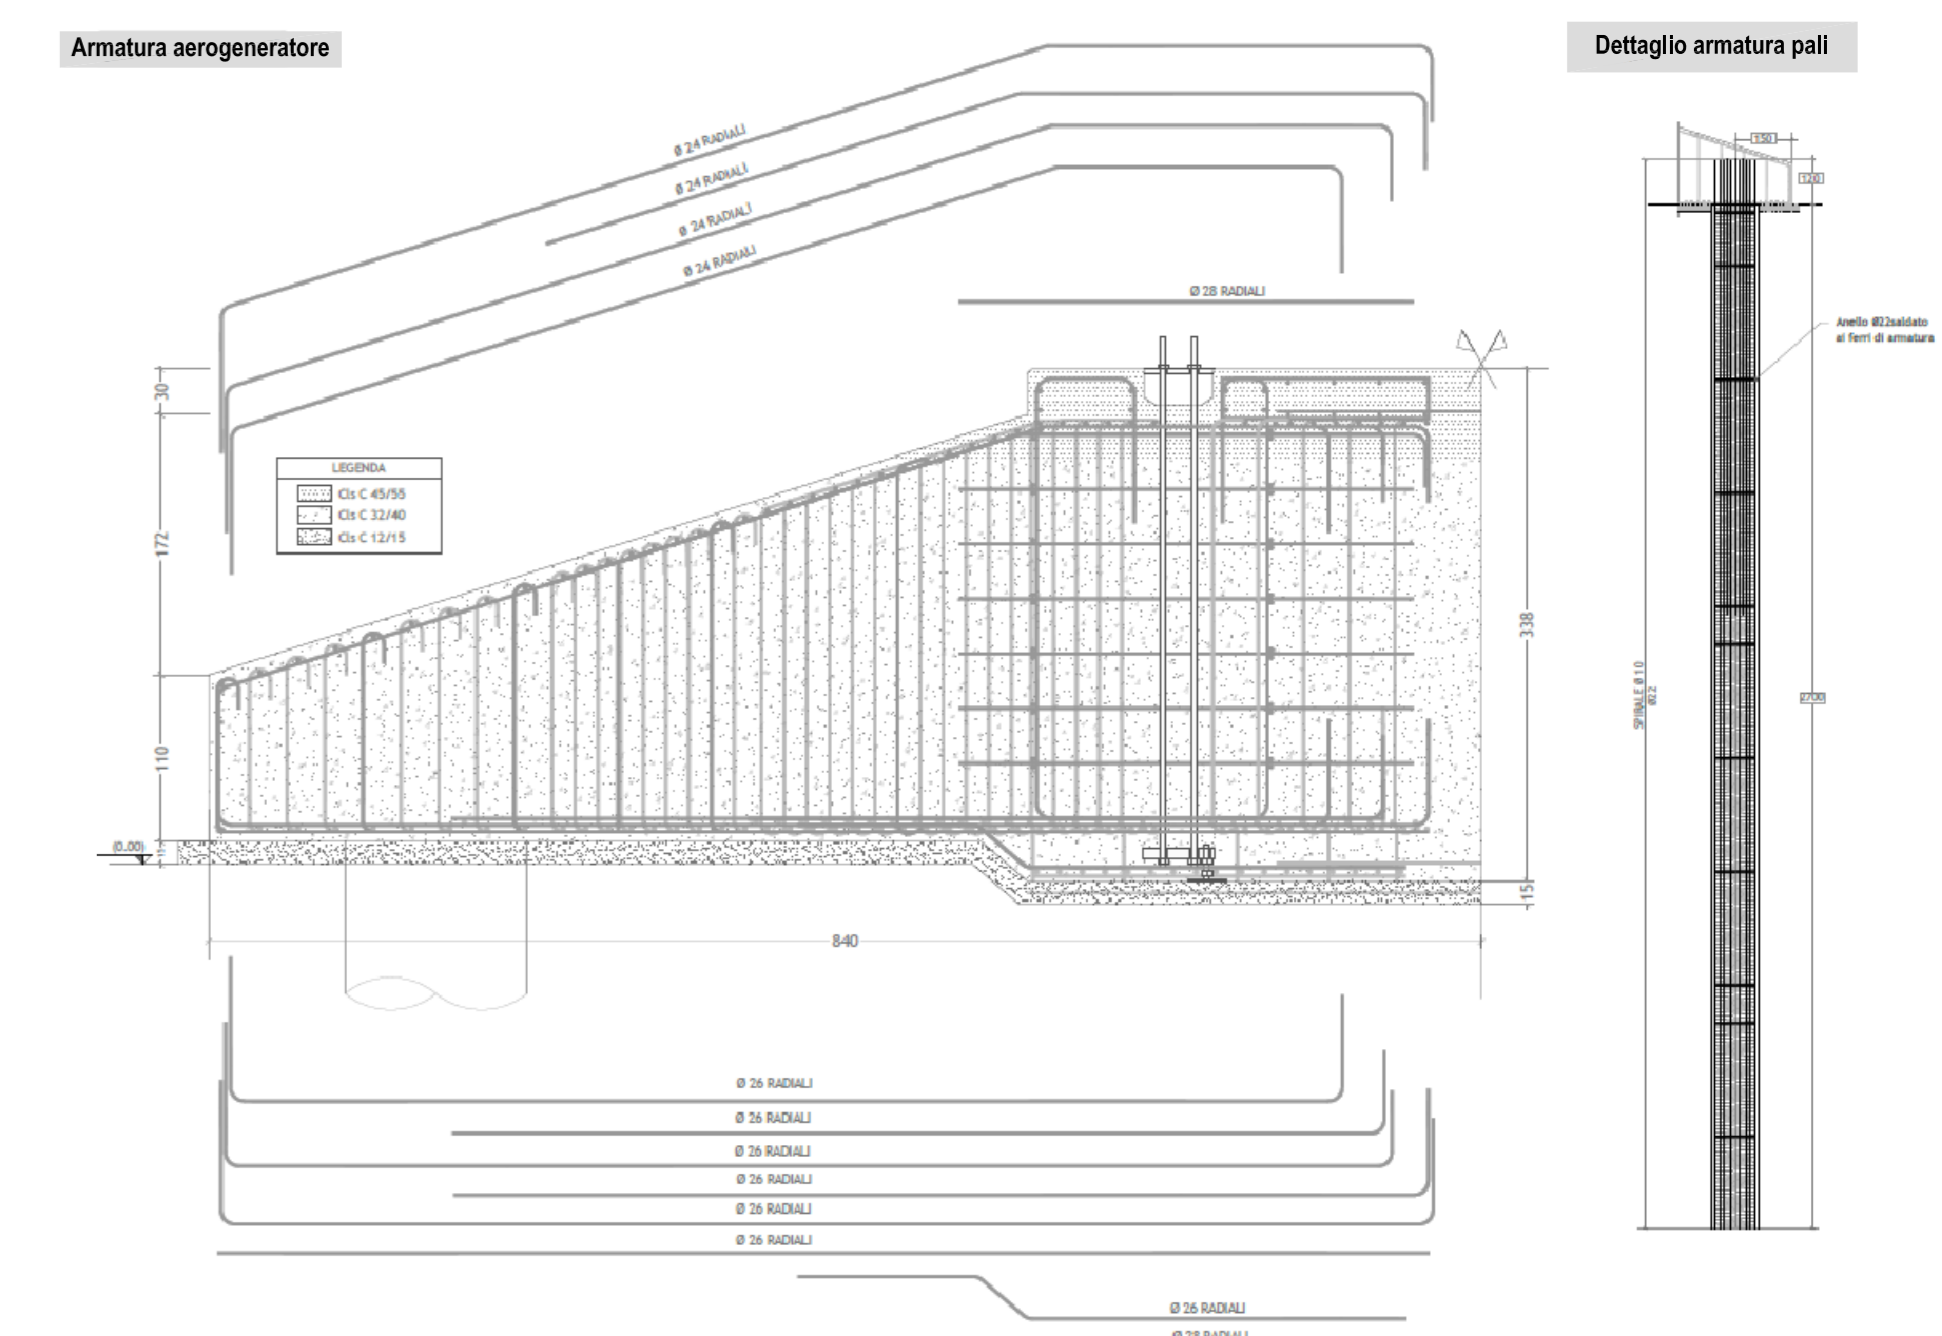 Armatura aerogeneratore
Dettaglio armatura pali
Ø 24 RADIALI
Ø 24 RADIALI
Ø 24 RADIALI
Ø 24 RADIALI
Ø 28 RADIALI
30
172
110
LEGENDA
Cls C 45/55
Cls C 32/40
Cls C 12/15
338
15
(0.00)
840
Ø 26 RADIALI
Ø 26 RADIALI
Ø 26 RADIALI
Ø 26 RADIALI
Ø 26 RADIALI
Ø 26 RADIALI
Ø 26 RADIALI
Ø 28 RADIALI
150
120
Anello Ø22saldato
ai ferri di armatura
SPIRALE Ø 10
2700